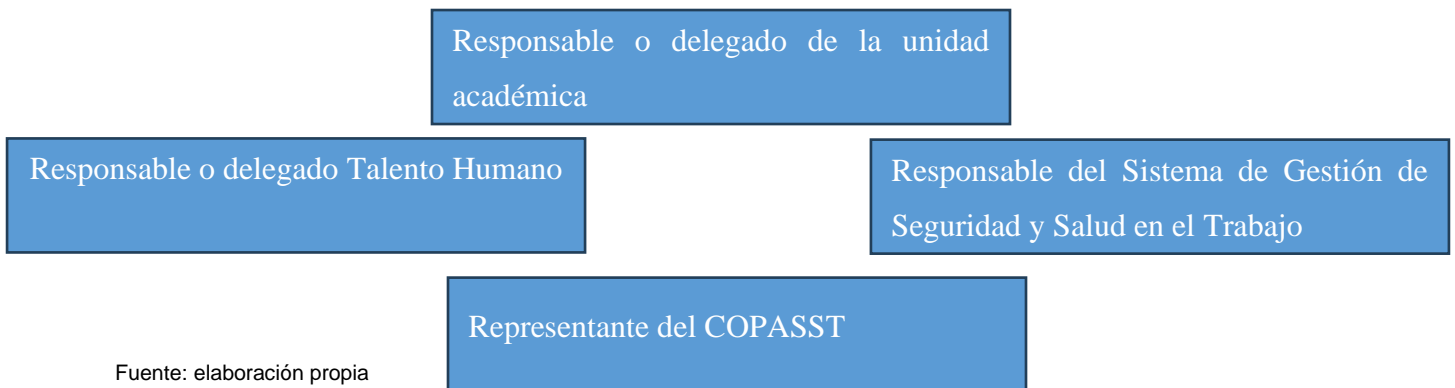 Responsable o delegado de la unidad
académica
Responsable o delegado Talento Humano
Responsable del Sistema de Gestión de
Seguridad y Salud en el Trabajo
Representante del COPASST
Fuente: elaboración propia